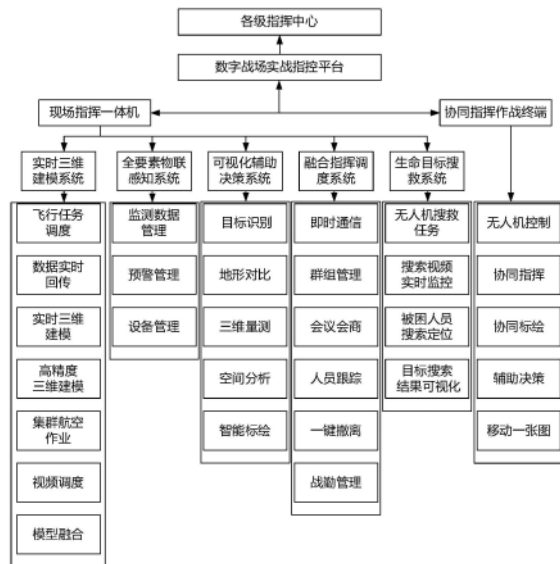 各级指挥中心
数字战场实战指控平台
现场指挥一体机
协同指挥作战终端
实时三维
建模系统
全要素物联
感知系统
可视化辅助
决策系统
融合指挥调
度系统
生命目标搜
救系统
飞行任务
调度
数据实时
回传
实时三维
建模
高精度
三维建模
集群航空
作业
视频调度
模型融合
监测数据
管理
预警管理
设备管理
目标识别
地形对比
三维量测
空间分析
智能标绘
即时通信
群组管理
会议会商
人员跟踪
一键撤离
战勤管理
无人机搜救
任务
搜索视频
实时监控
被困人员
搜索定位
目标搜索
结果可视化
无人机控制
协同指挥
协同标绘
辅助决策
移动一张图